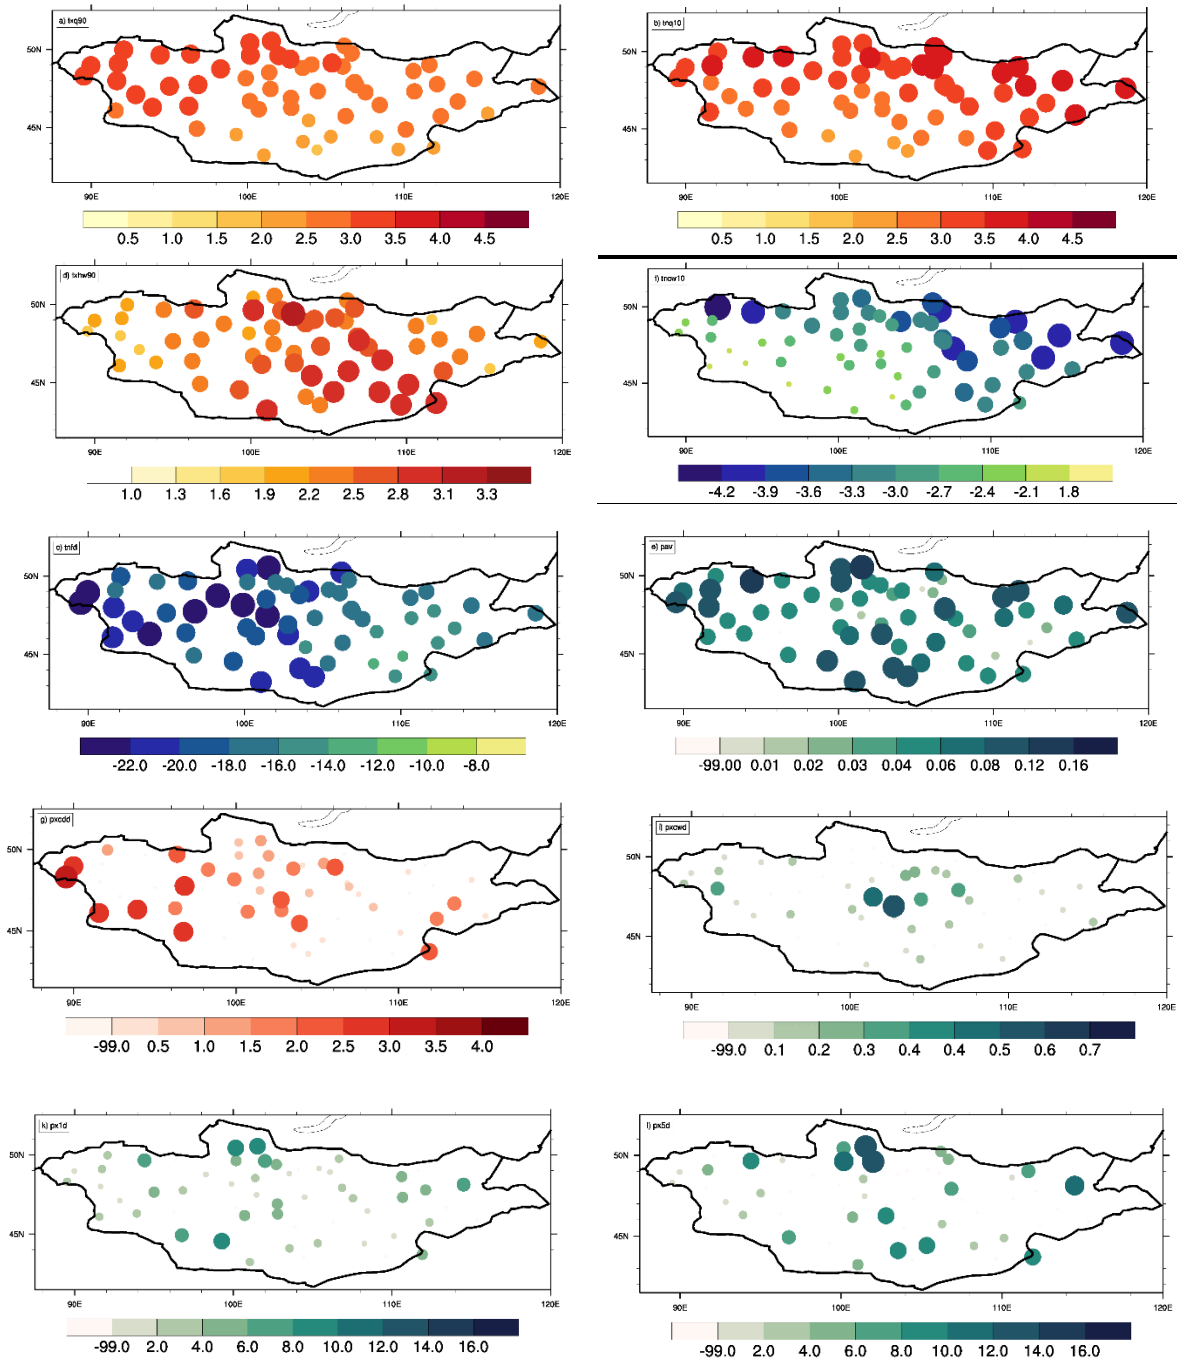 a) txq90
50N
45N
90E 100E 110E 120E
0.5 1.0 1.5 2.0 2.5 3.0 3.5 4.0 4.5
b) tnq10
50N
45N
90E 100E 110E 120E
0.5 1.0 1.5 2.0 2.5 3.0 3.5 4.0 4.5
d) txhw90
50N
45N
90E 100E 110E 120E
1.0 1.3 1.6 1.9 2.2 2.5 2.8 3.1 3.3
f) tncw10
50N
45N
90E 100E 110E 120E
-4.2 -3.9 -3.6 -3.3 -3.0 -2.7 -2.4 -2.1 1.8
c) tnfd
50N
45N
90E 100E 110E 120E
-22.0 -20.0 -18.0 -16.0 -14.0 -12.0 -10.0 -8.0
e) pav
50N
45N
90E 100E 110E 120E
-99.00 0.01 0.02 0.03 0.04 0.06 0.08 0.12 0.16
g) pxcdd
50N
45N
90E 100E 110E 120E
-99.0 0.5 1.0 1.5 2.0 2.5 3.0 3.5 4.0
pxcwd
50N
45N
90E 100E 110E 120E
-99.0 0.1 0.2 0.3 0.4 0.4 0.5 0.6 0.7
k) px1d
50N
45N
90E 100E 110E 120E
-99.0 2.0 4.0 6.0 8.0 10.0 12.0 14.0 16.0
l) px5d
50N
45N
90E 100E 110E 120E
-99.0 2.0 4.0 6.0 8.0 10.0 12.0 14.0 16.0